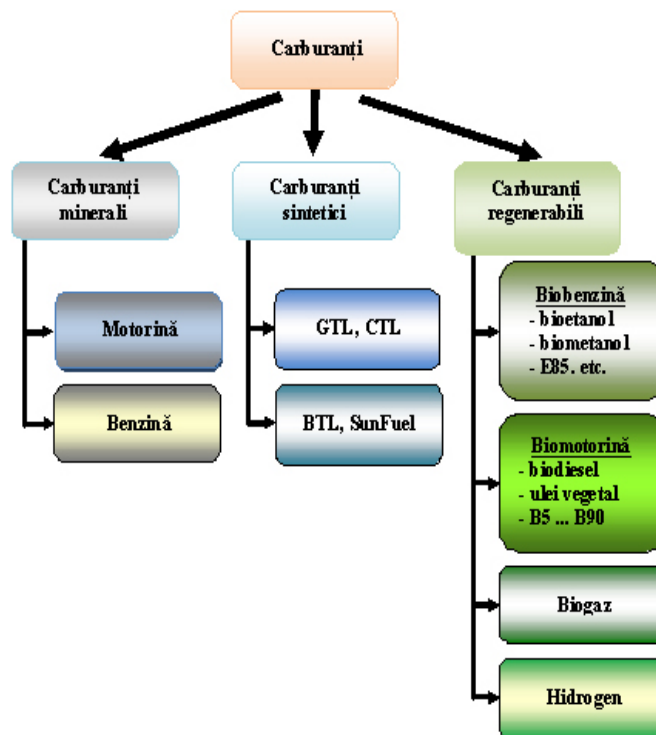 Carburanți
Carburanți
minerali
Carburanți
sintetici
Carburanți
regenerabili
Motorină
Benzină
GTL, CTL
BTL, SunFuel
Biobenzină
- bioetanol
- biometanol
- E85. etc.
Biomotorină
- biodiesel
- ulei vegetal
- B5 ... B90
Biogaz
Hidrogen